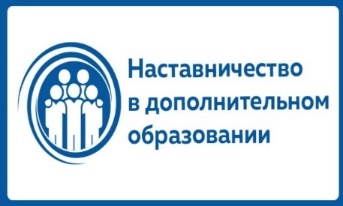 Наставничество
в дополнительном
образовании